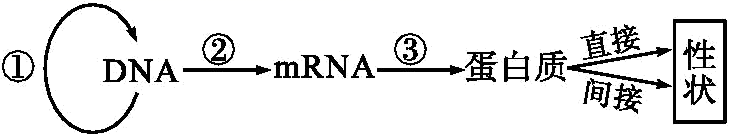 ① DNA ② mRNA ③ 蛋白质 直接 间接 性状